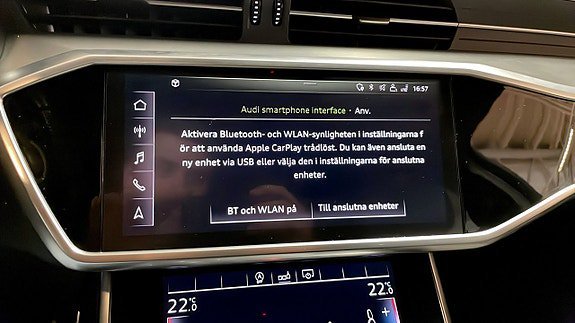 16:57
Audi smartphone interface · Anv.
Aktivera Bluetooth- och WLAN-synligheten i inställningarna f
ör att använda Apple CarPlay trådlöst. Du kan även ansluta en
ny enhet via USB eller välja den i inställningarna för anslutna
enheter.
BT och WLAN på
Till anslutna enheter
22.0
22.0